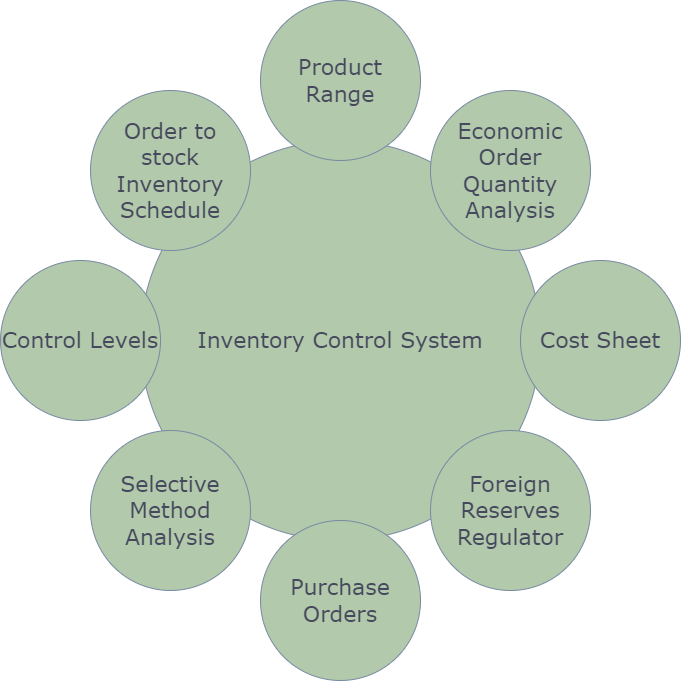 Product
Range
Order to
stock
Inventory
Schedule
Economic
Order
Quantity
Analysis
Control Levels
Inventory Control System
Cost Sheet
Selective
Method
Analysis
Foreign
Reserves
Regulator
Purchase
Orders